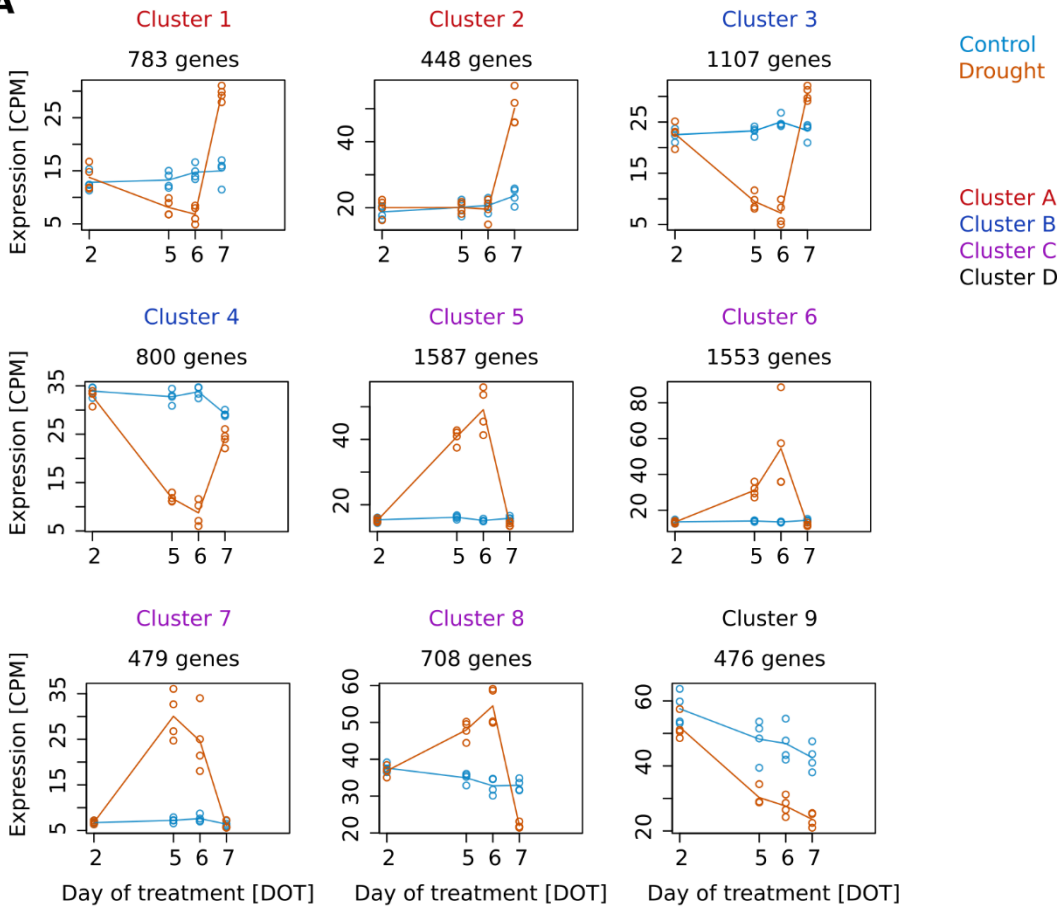 A
Cluster 1
783 genes
Cluster 2
448 genes
Cluster 3
1107 genes
Control
Drought
Expression [CPM]
5
15
25
2 5 6 7
20
40
2 5 6 7
5
15
25
2 5 6 7
Cluster A
Cluster B
Cluster C
Cluster D
Cluster 4
800 genes
Cluster 5
1587 genes
Cluster 6
1553 genes
Expression [CPM]
5
15
25
35
2 5 6 7
20
40
2 5 6 7
20
40
60
80
2 5 6 7
Cluster 7
479 genes
Cluster 8
708 genes
Cluster 9
476 genes
Expression [CPM]
5
15
25
35
2 5 6 7
20
30
40
50
60
2 5 6 7
20
40
60
2 5 6 7
Day of treatment [DOT]
Day of treatment [DOT]
Day of treatment [DOT]